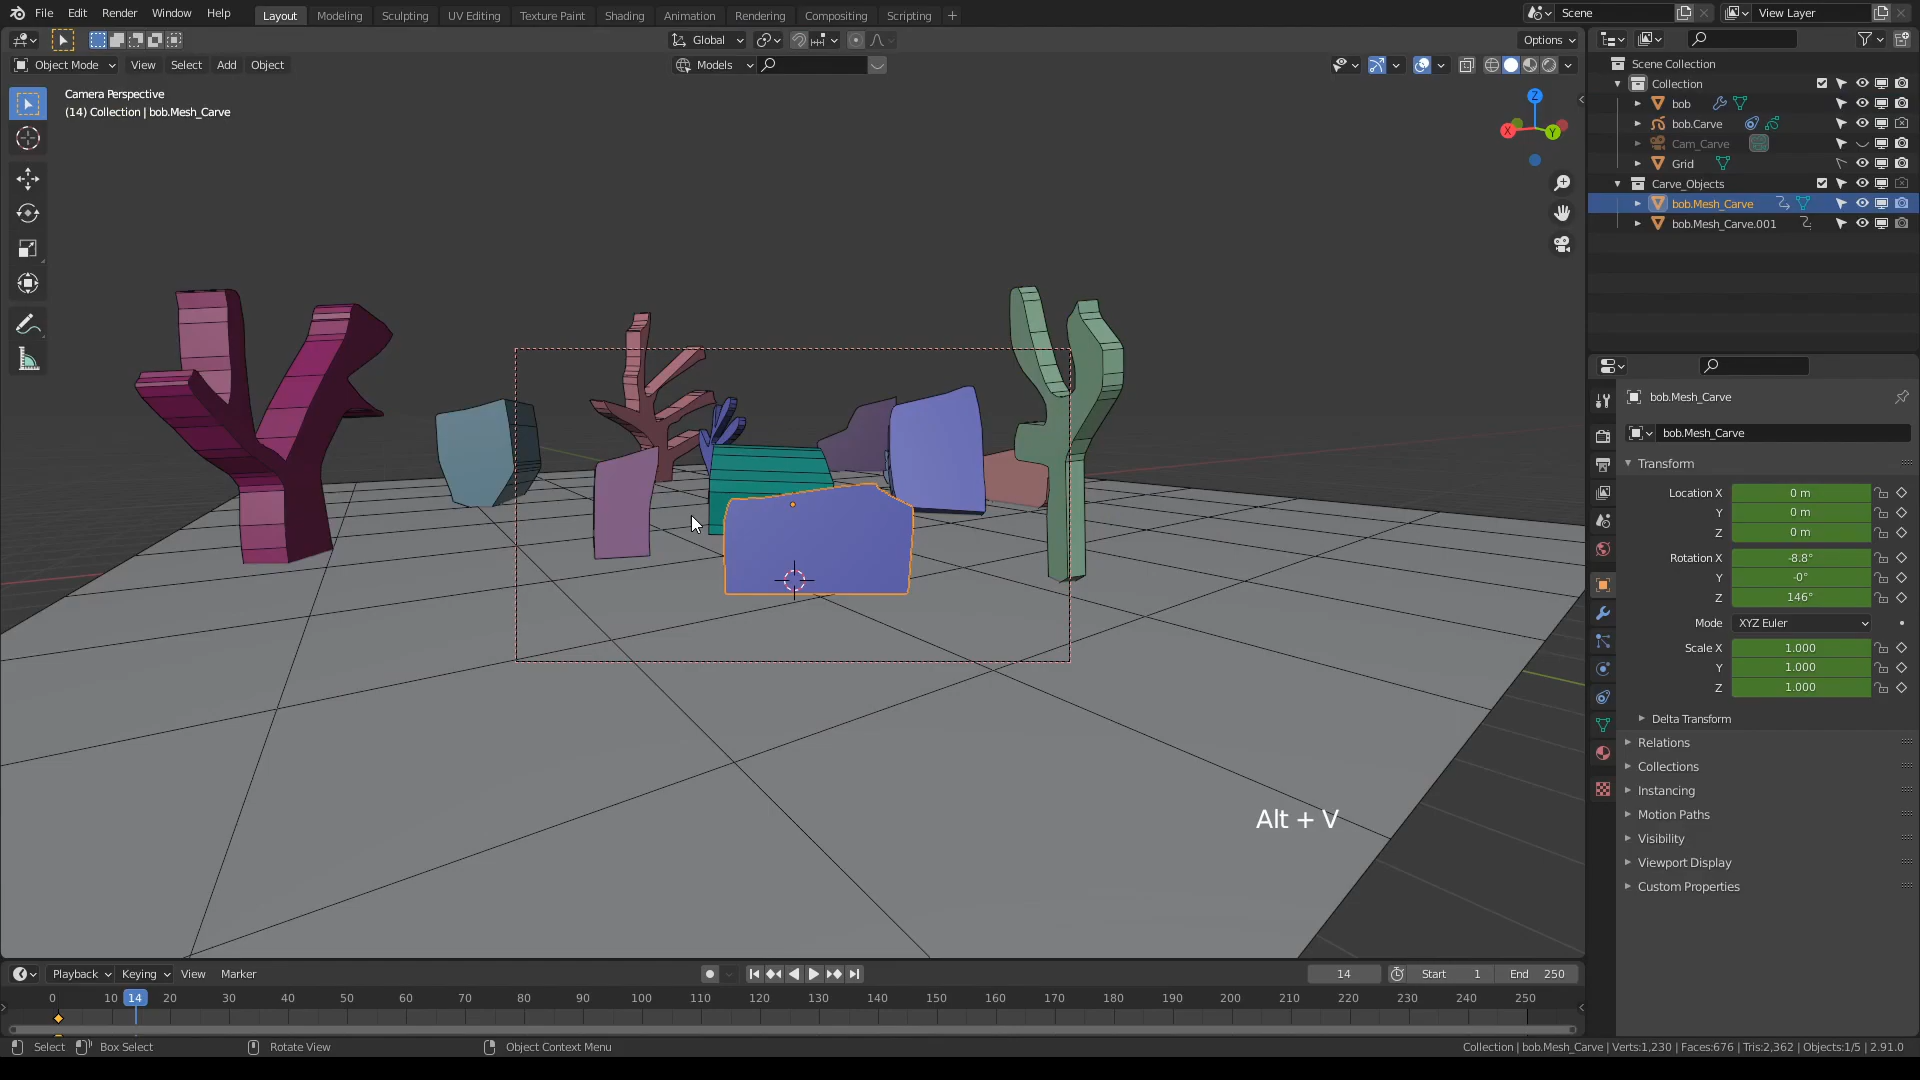 File Edit Render Window Help Layout Modeling Sculpting UV Editing Texture Paint Shading Animation Rendering Compositing Scripting + Scene View Layer
Global Options
Object Mode View Select Add Object Models
Camera Perspective
(14) Collection | bob.Mesh_Carve
Z
X
Y
Scene Collection
Collection
bob
bob.Carve
Cam_Carve
Grid
Carve_Objects
bob.Mesh_Carve
bob.Mesh_Carve.001
bob.Mesh_Carve
bob.Mesh_Carve
Transform
Location X 0 m
Y 0 m
Z 0 m
Rotation X -8.8°
Y -0°
Z 146°
Mode XYZ Euler
Scale X 1.000
Y 1.000
Z 1.000
Delta Transform
Relations
Collections
Instancing
Motion Paths
Visibility
Viewport Display
Custom Properties
Alt + V
Playback Keying View Marker 14 Start 1 End 250
0 10 14 20 30 40 50 60 70 80 90 100 110 120 130 140 150 160 170 180 190 200 210 220 230 240 250
Select Box Select Rotate View Object Context Menu Collection | bob.Mesh_Carve | Verts:1,230 | Faces:676 | Tris:2,362 | Objects:1/5 | 2.91.0